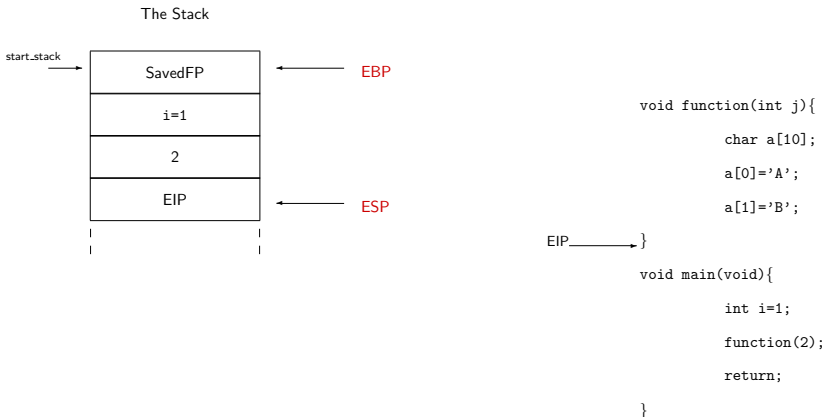 The Stack
start_stack
SavedFP
EBP
i=1
2
EIP
ESP
void function(int j){
char a[10];
a[0]='A';
a[1]='B';
EIP
}
void main(void){
int i=1;
function(2);
return;
}